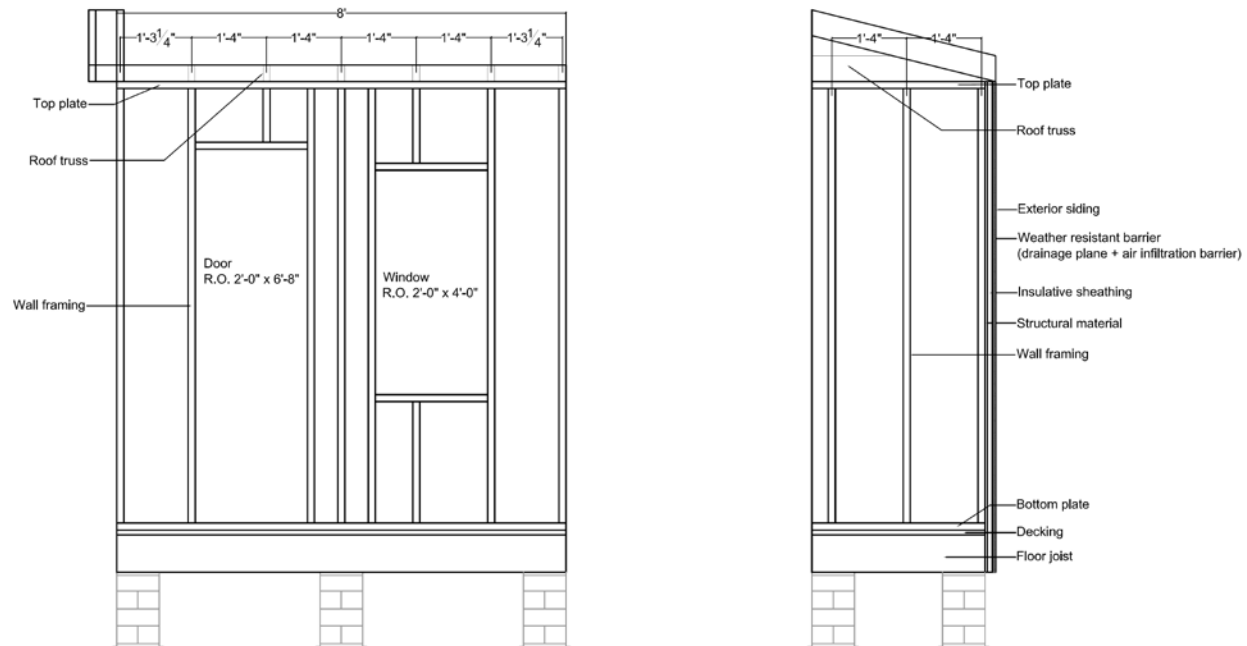 8'
1'-3 1/4" 1'-4" 1'-4" 1'-4" 1'-4" 1'-3 1/4"
Top plate
Roof truss
Door
R.O. 2'-0" x 6'-8"
Window
R.O. 2'-0" x 4'-0"
Wall framing
1'-4" 1'-4"
Top plate
Roof truss
Exterior siding
Weather resistant barrier
(drainage plane + air infiltration barrier)
Insulative sheathing
Structural material
Wall framing
Bottom plate
Decking
Floor joist